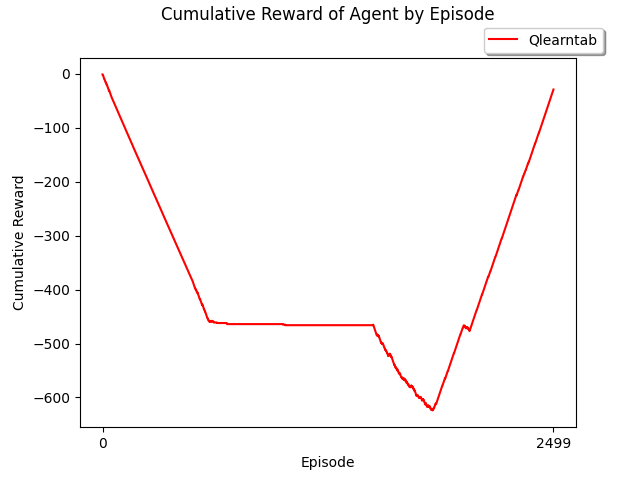 Cumulative Reward of Agent by Episode
Qlearntab
0
−100
−200
−300
−400
−500
−600
Cumulative Reward
0
2499
Episode